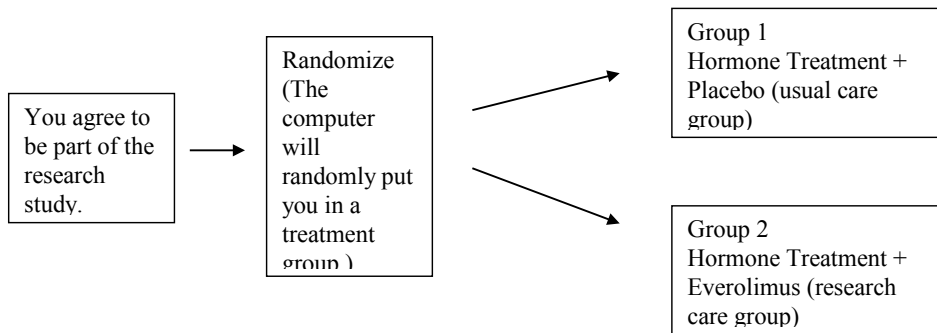 You agree to
be part of the
research
study.
Randomize
(The
computer
will
randomly put
you in a
treatment
group.)
Group 1
Hormone Treatment +
Placebo (usual care
group)
Group 2
Hormone Treatment +
Everolimus (research
care group)